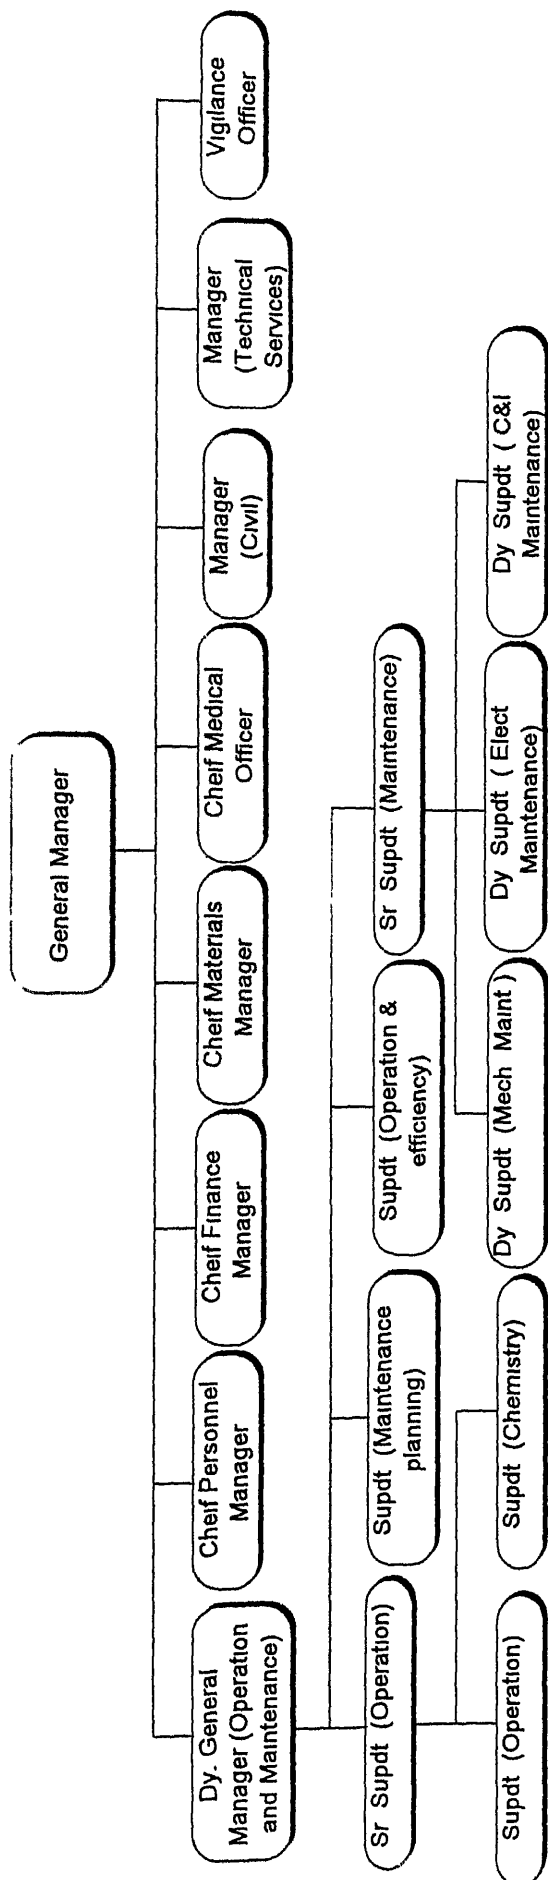 General Manager
Dy. General
Manager (Operation
and Maintenance)
Cheif Personnel
Manager
Cheif Finance
Manager
Cheif Materials
Manager
Cheif Medical
Officer
Manager
(Civil)
Manager
(Technical
Services)
Vigilance
Officer
Sr Supdt (Operation)
Supdt (Maintenance
planning)
Supdt (Operation &
efficiency)
Sr Supdt (Maintenance)
Supdt (Operation)
Supdt (Chemistry)
Dy Supdt (Mech Maint )
Dy Supdt ( Elect
Maintenance)
Dy Supdt ( C&I
Maintenance)